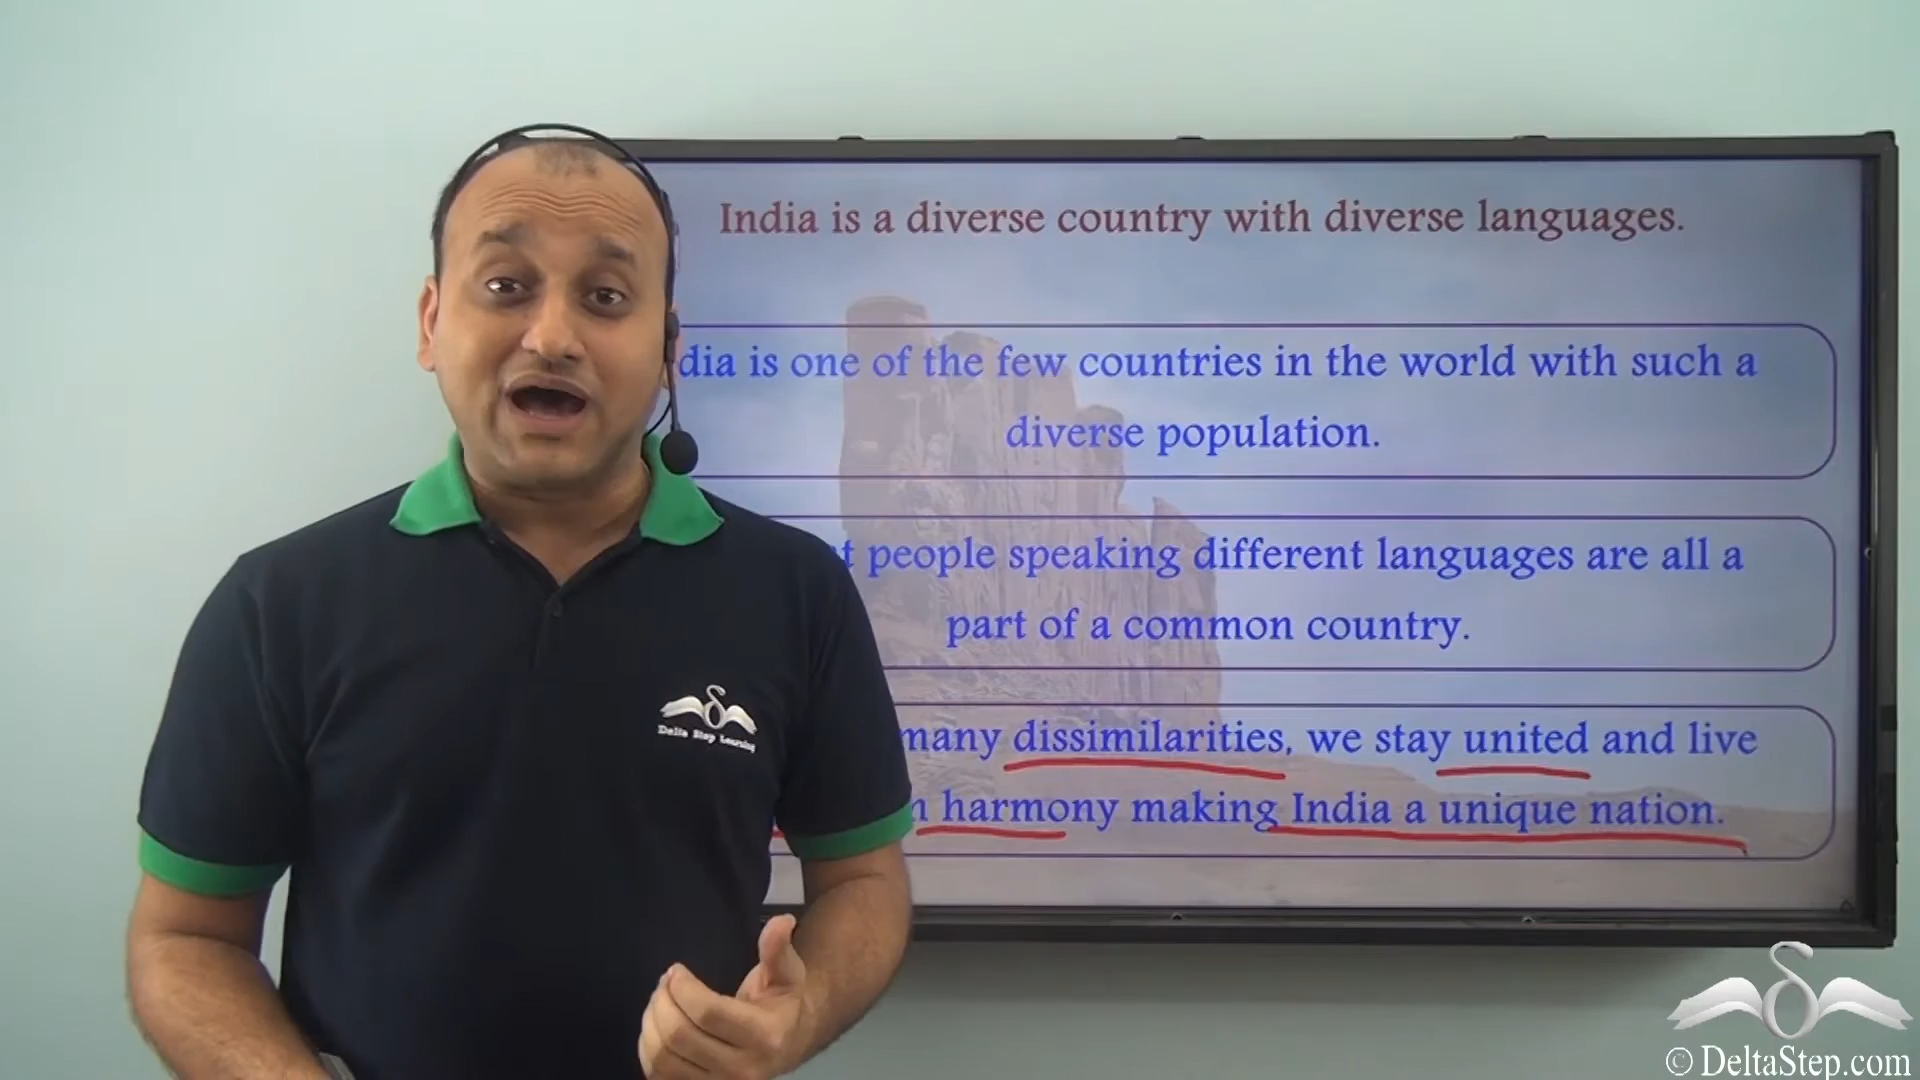 India is a diverse country with diverse languages.
dia is one of the few countries in the world with such a
diverse population.
t people speaking different languages are all a
part of a common country.
many dissimilarities, we stay united and live
n harmony making India a unique nation.
Delta Step Learning
© DeltaStep.com